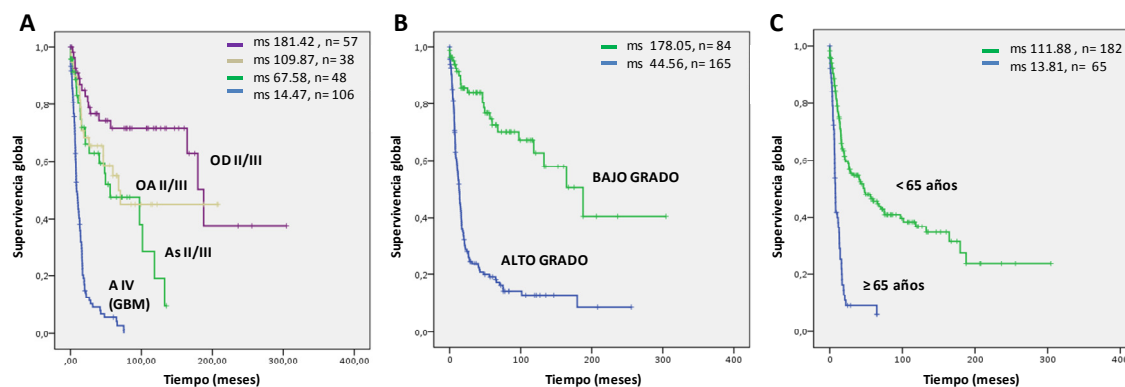 A
Supervivencia global
1,0
0,8
0,6
0,4
0,2
0,0
,00
100,00
200,00
300,00
400,00
Tiempo (meses)
ms 181.42 , n= 57
ms 109.87, n= 38
ms 67.58 , n= 48
ms 14.47, n= 106
OD II/III
OA II/III
As II/III
A IV
(GBM)
B
Supervivencia global
1,0
0,8
0,6
0,4
0,2
0,0
0
100
200
300
400
Tiempo (meses)
ms 178.05, n= 84
ms 44.56, n= 165
BAJO GRADO
ALTO GRADO
C
Supervivencia global
1,0
0,8
0,6
0,4
0,2
0,0
0
100
200
300
400
Tiempo (meses)
ms 111.88 n= 182
ms 13.81, n= 65
<65 años
≥65 años